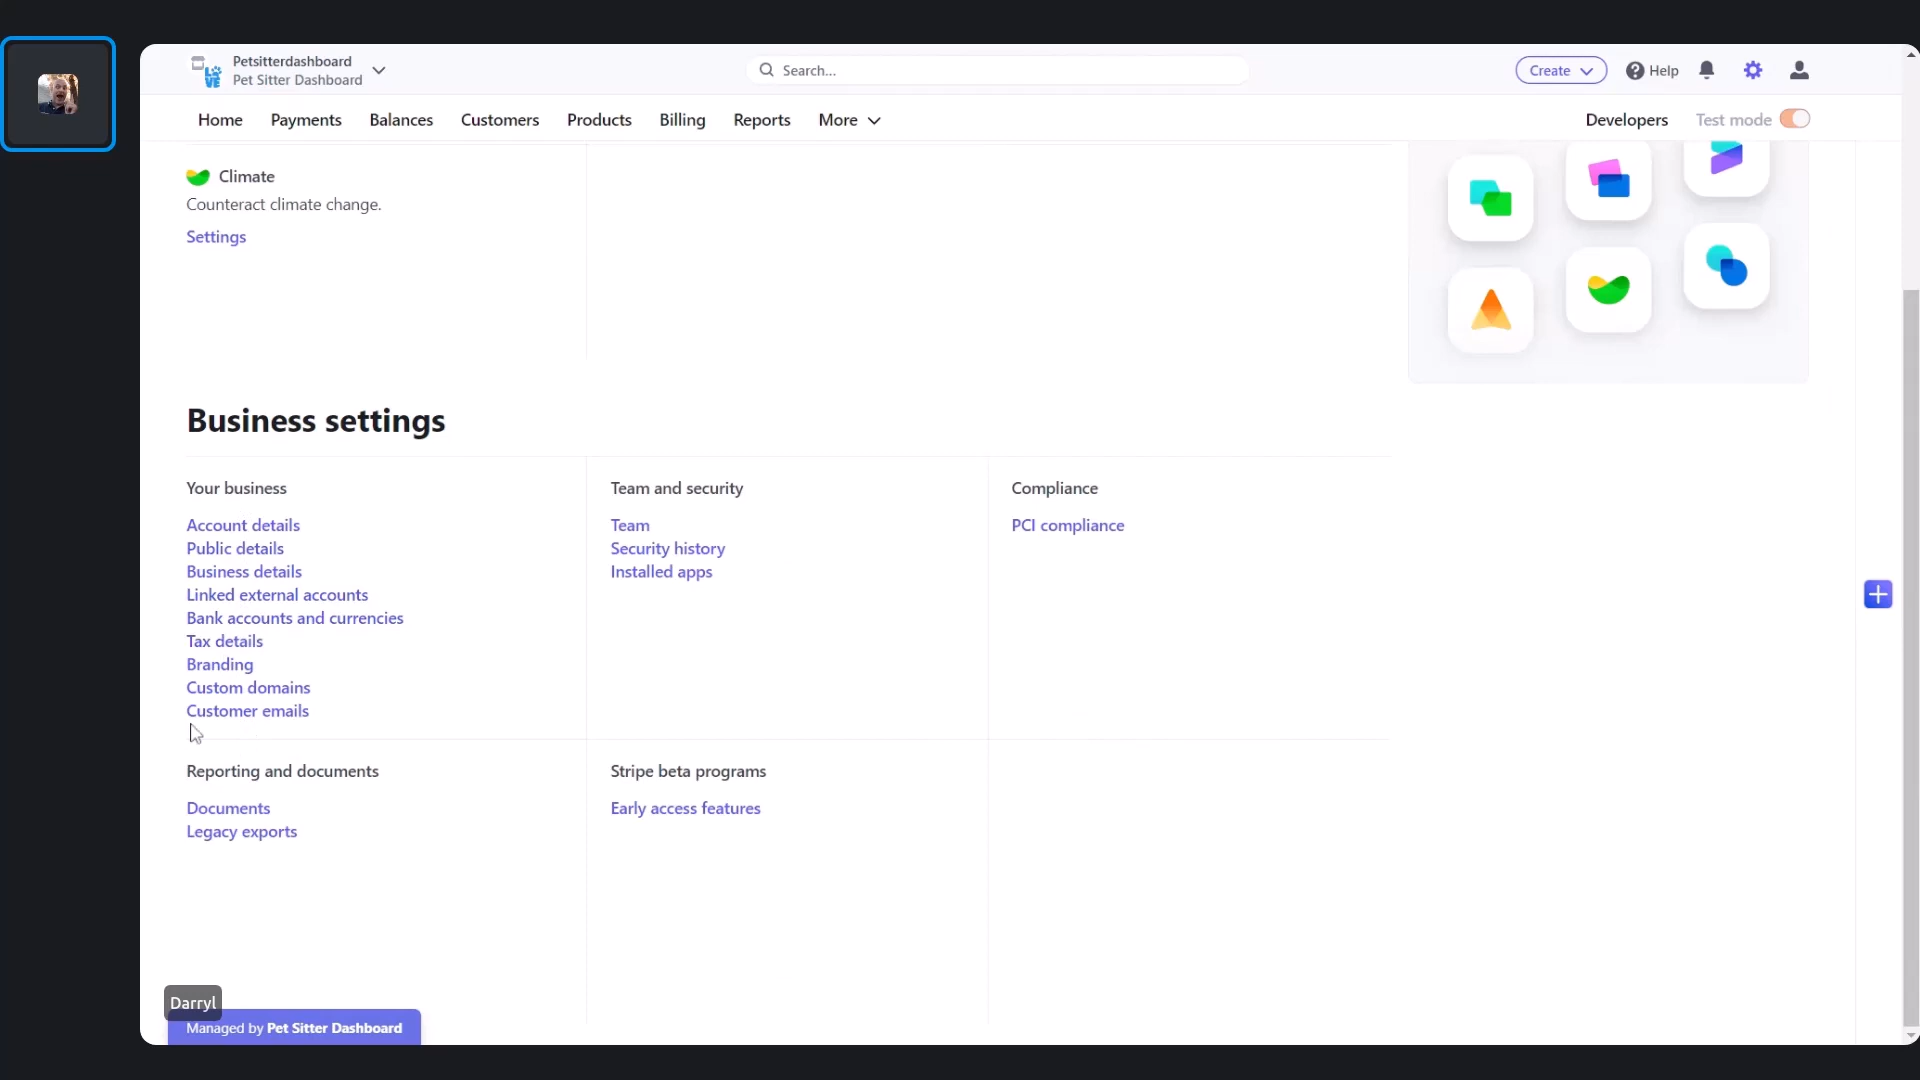 Petsitterdashboard
Pet Sitter Dashboard
Search...
Create
Help
Home
Payments
Balances
Customers
Products
Billing
Reports
More
Developers
Test mode
Climate
Counteract climate change.
Settings
Business settings
Your business
Account details
Public details
Business details
Linked external accounts
Bank accounts and currencies
Tax details
Branding
Custom domains
Customer emails
Team and security
Team
Security history
Installed apps
Compliance
PCI compliance
Reporting and documents
Documents
Legacy exports
Stripe beta programs
Early access features
Darryl
Managed by Pet Sitter Dashboard